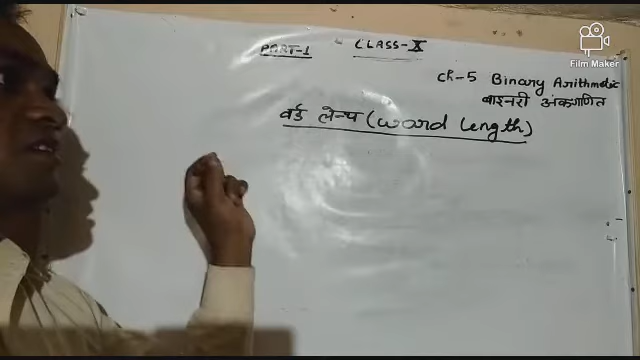 PART-1 - CLASS-X
Film Maker
Ch-5 Binary Arithmetic
बाइनरी अंकगणित
वर्ड लेन्थ (word length)